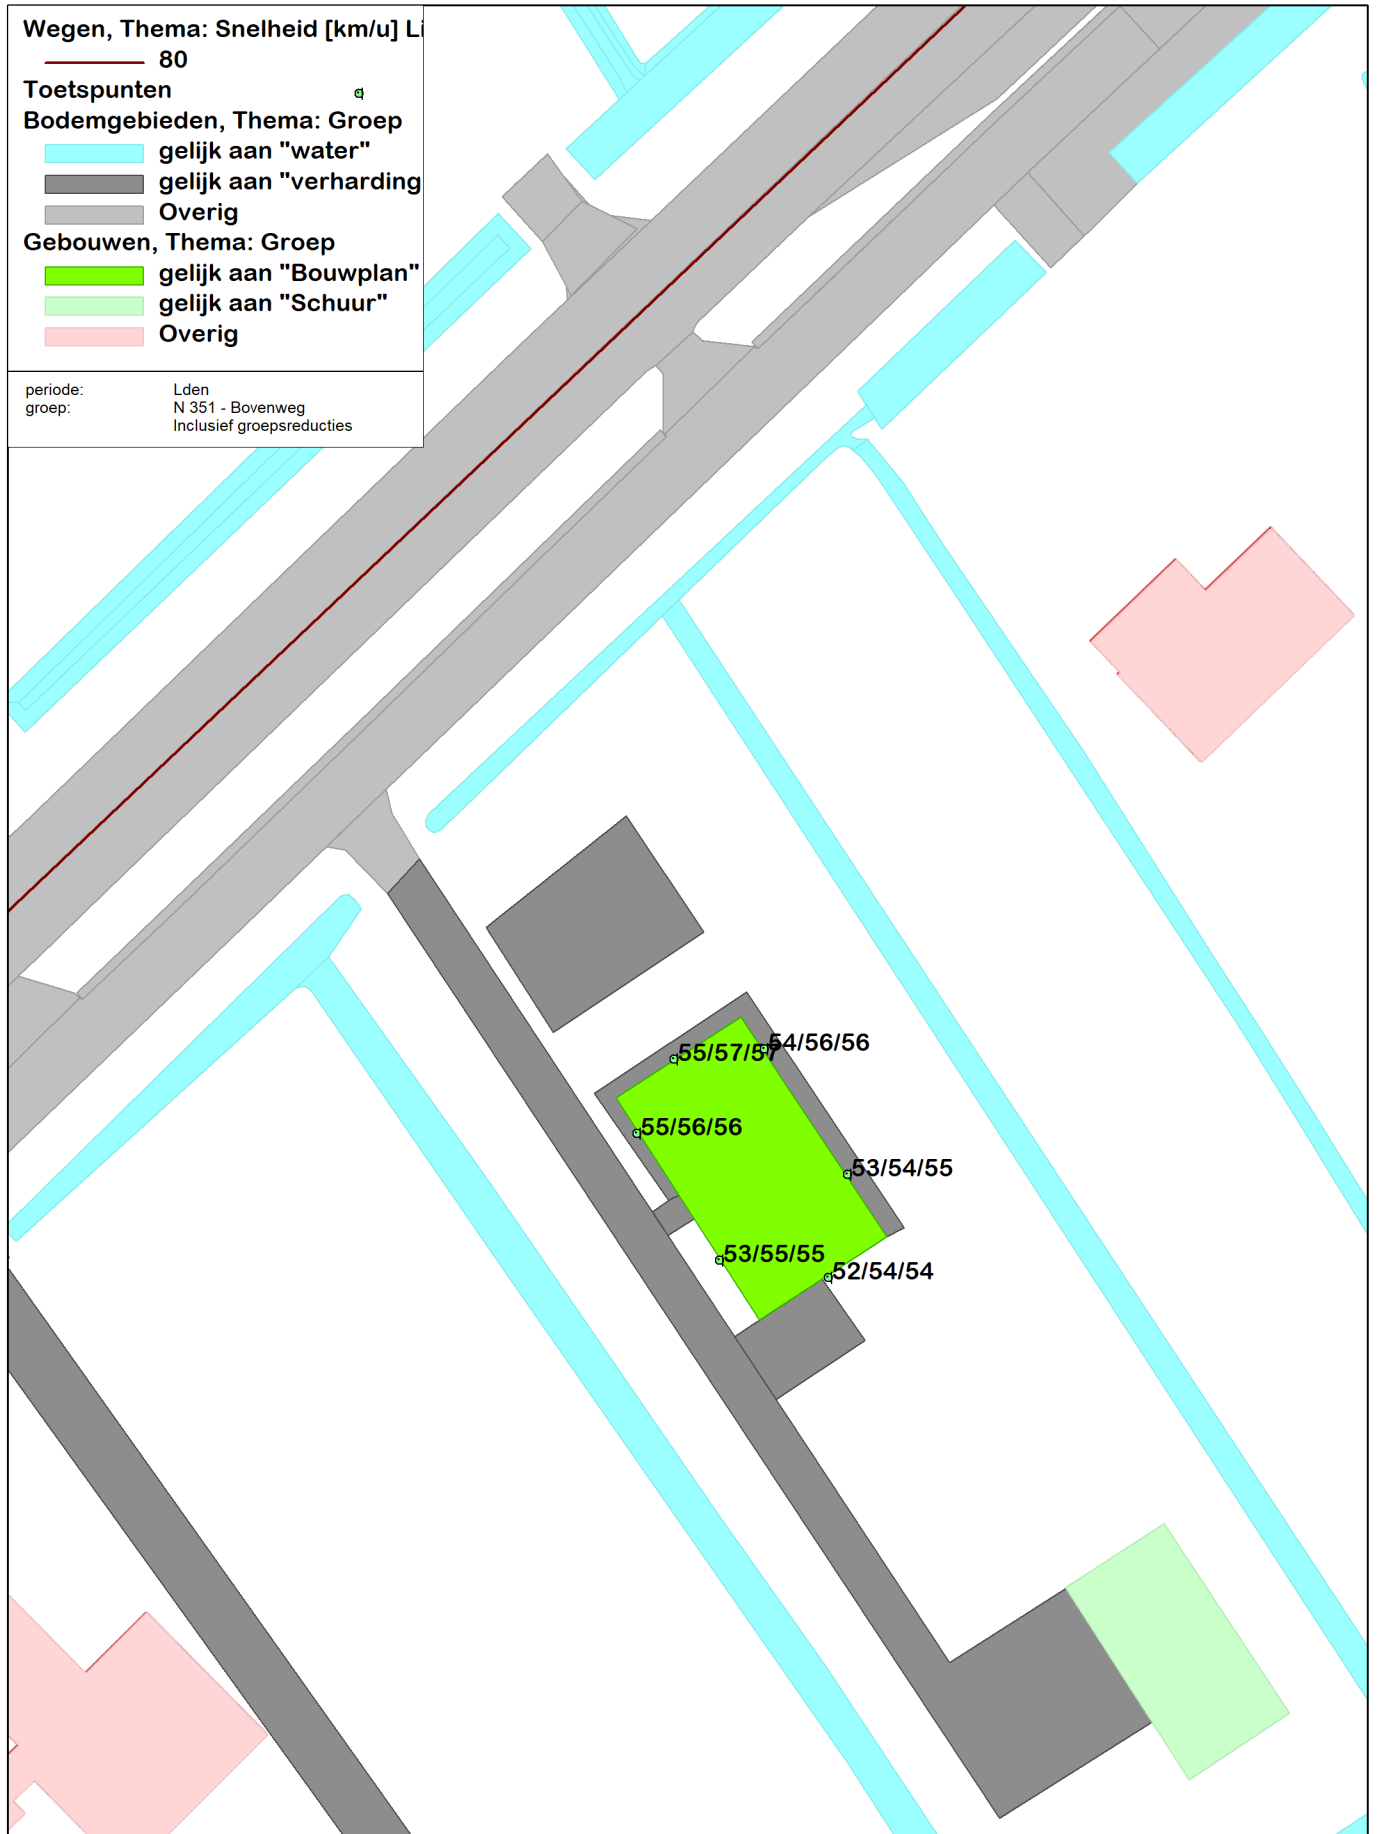 Wegen, Thema: Snelheid [km/u] Li
80
Toetspunten
Bodemgebieden, Thema: Groep
gelijk aan "water"
gelijk aan "verharding
Overig
Gebouwen, Thema: Groep
gelijk aan "Bouwplan"
gelijk aan "Schuur"
Overig
periode: Lden
groep: N 351 - Bovenweg
Inclusief groepsreducties
54/56/56
55/57/57
55/56/56
53/54/55
53/55/55
52/54/54